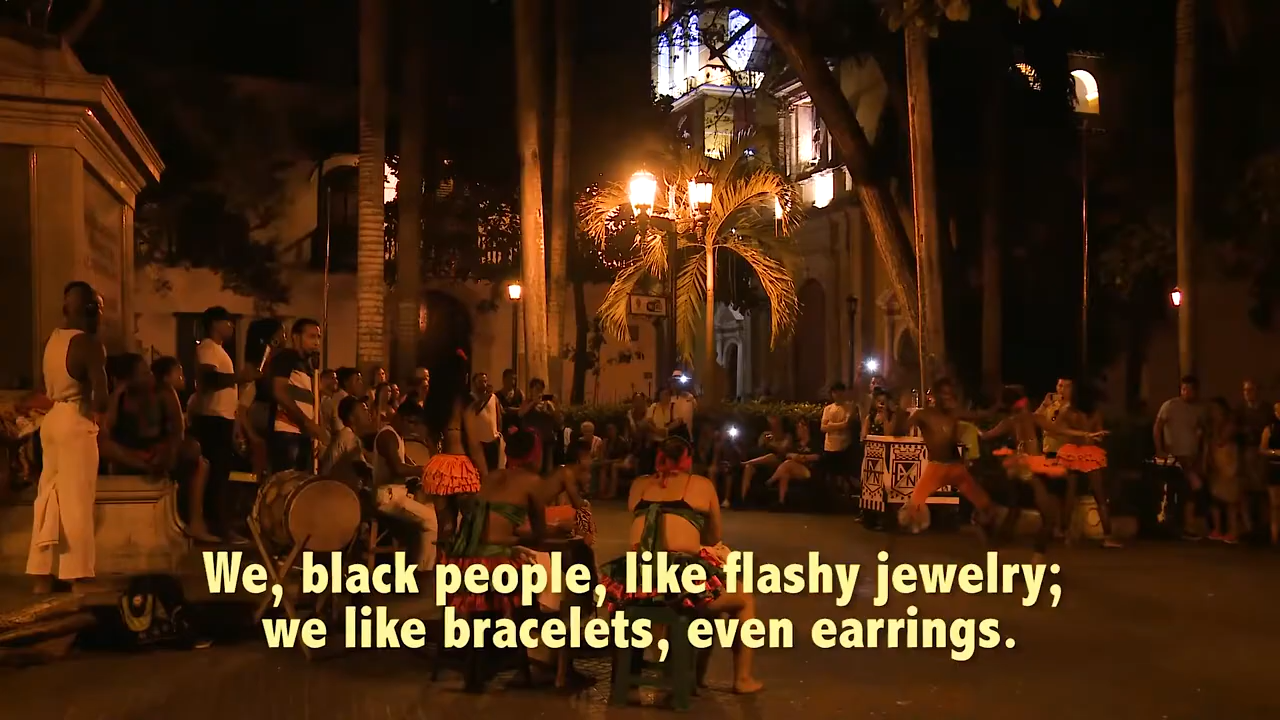 We, black people, like flashy jewelry;
we like bracelets, even earrings.